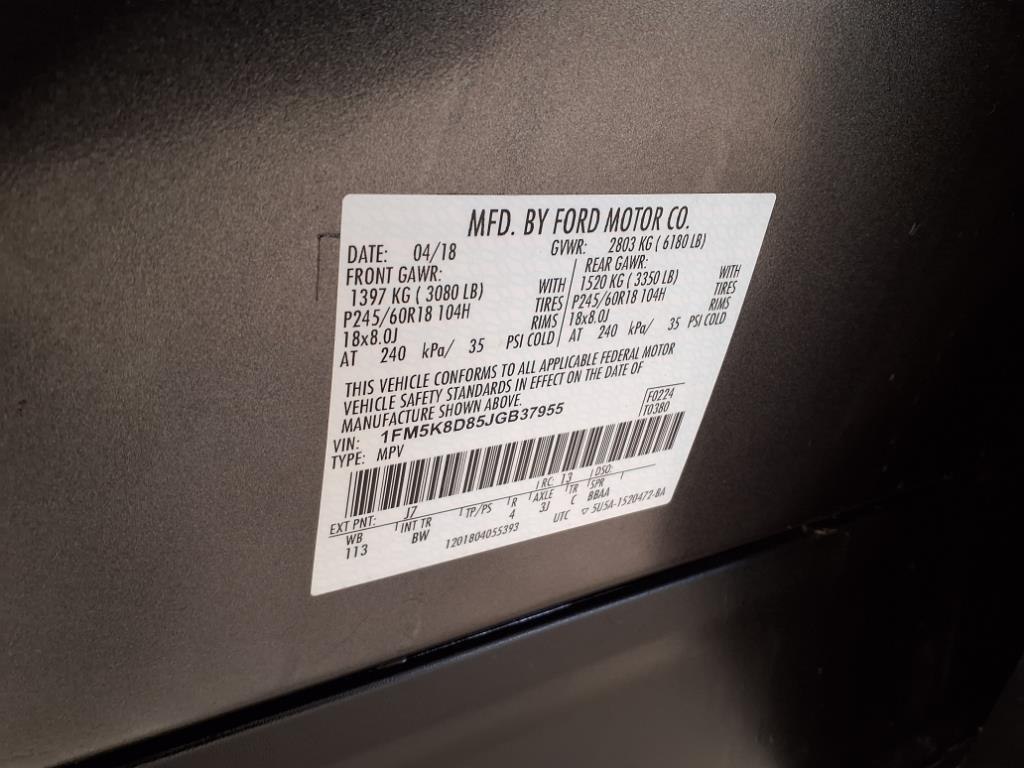 MFD. BY FORD MOTOR CO.
DATE: 04/18 GVWR: 2803 KG ( 6180 LB)
FRONT GAWR: REAR GAWR:
1397 KG ( 3080 LB) WITH 1520 KG ( 3350 LB) WITH
P245/60R18 104H TIRES P245/60R18 104H TIRES
18x8.0J RIMS 18x8.0J RIMS
AT 240 kPa/ 35 PSI COLD AT 240 kPa/ 35 PSI COLD
THIS VEHICLE CONFORMS TO ALL APPLICABLE FEDERAL MOTOR
VEHICLE SAFETY STANDARDS IN EFFECT ON THE DATE OF
MANUFACTURE SHOWN ABOVE.
VIN: 1FM5K8D85JGB37955 F0224
TYPE: MPV T0380
EXT PNT: J7 RC: 13 DSO:
WB INT TR TP/PS R AXLE TR SPR
113 BW 4 3J C BBAA
1201804055393 UTC ▽ 5U5A-1520472-BA